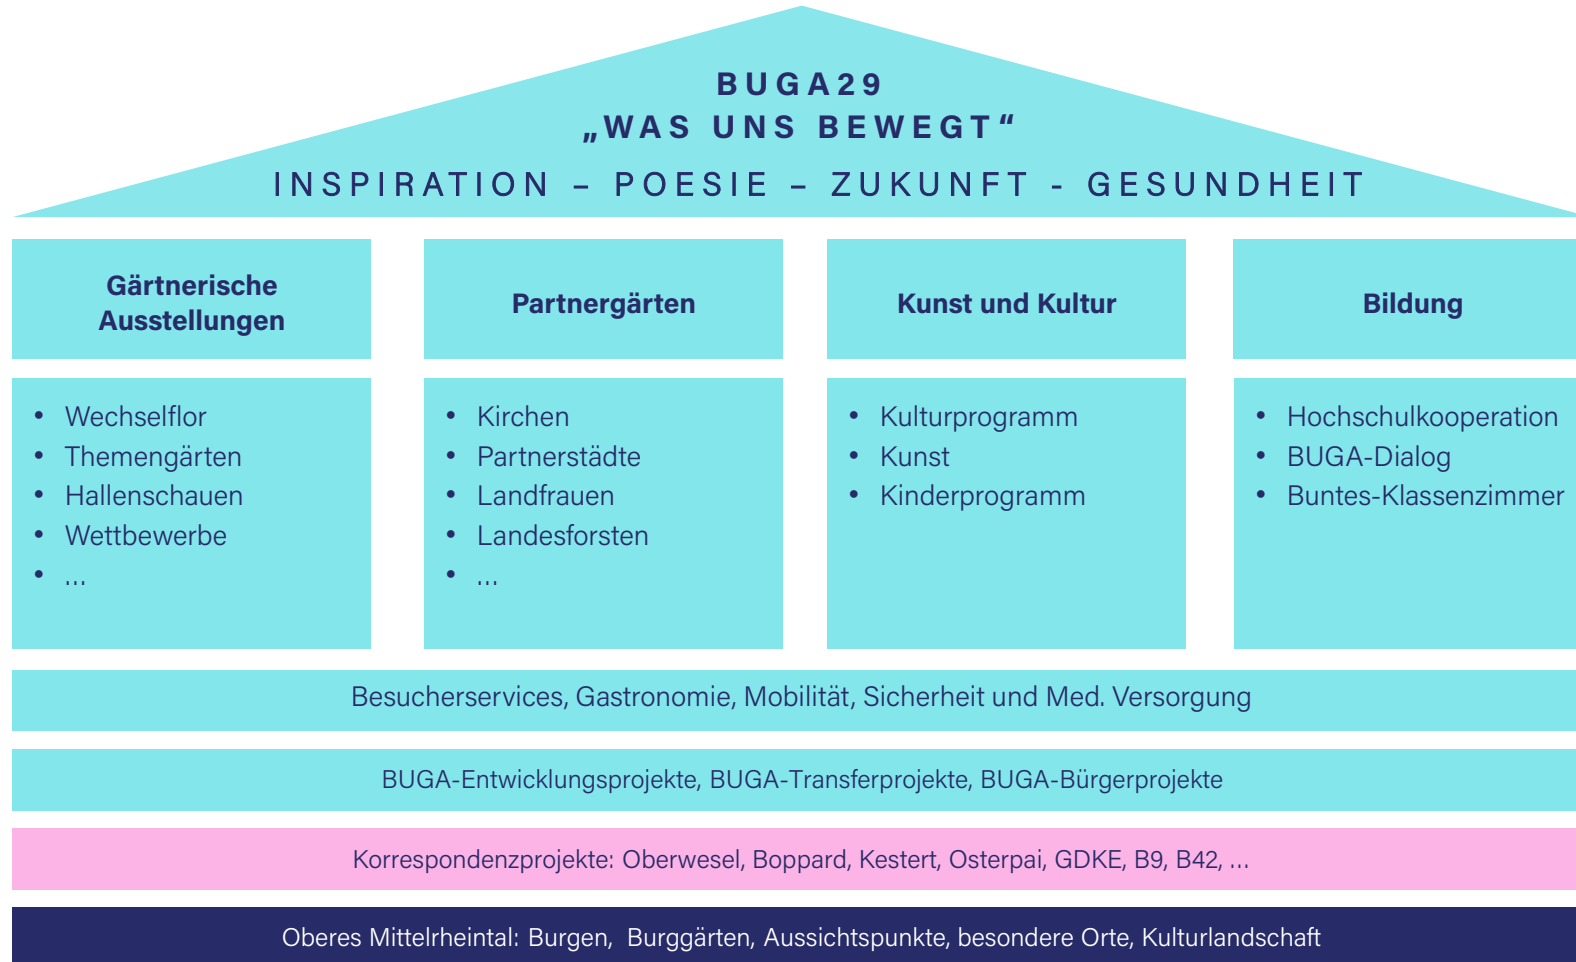 BUGA29
„WAS UNS BEWEGT“
INSPIRATION – POESIE – ZUKUNFT - GESUNDHEIT
Gärtnerische
Ausstellungen
• Wechselflor
• Themengärten
• Hallenschauen
• Wettbewerbe
• ...
Partnergärten
• Kirchen
• Partnerstädte
• Landfrauen
• Landesforsten
• ...
Kunst und Kultur
• Kulturprogramm
• Kunst
• Kinderprogramm
Bildung
• Hochschulkooperation
• BUGA-Dialog
• Buntes-Klassenzimmer
Besucherservices, Gastronomie, Mobilität, Sicherheit und Med. Versorgung
BUGA-Entwicklungsprojekte, BUGA-Transferprojekte, BUGA-Bürgerprojekte
Korrespondenzprojekte: Oberwesel, Boppard, Kestert, Osterpai, GDKE, B9, B42, ...
Oberes Mittelrheintal: Burgen, Burggärten, Aussichtspunkte, besondere Orte, Kulturlandschaft